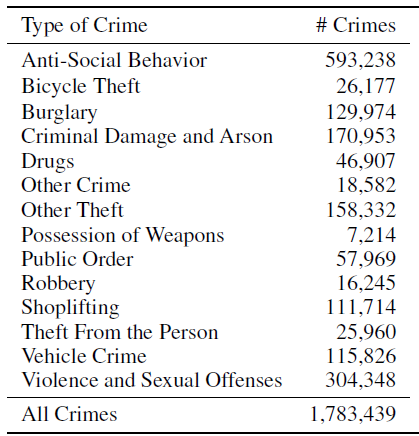 Type of Crime # Crimes
Anti-Social Behavior 593,238
Bicycle Theft 26,177
Burglary 129,974
Criminal Damage and Arson 170,953
Drugs 46,907
Other Crime 18,582
Other Theft 158,332
Possession of Weapons 7,214
Public Order 57,969
Robbery 16,245
Shoplifting 111,714
Theft From the Person 25,960
Vehicle Crime 115,826
Violence and Sexual Offenses 304,348
All Crimes 1,783,439